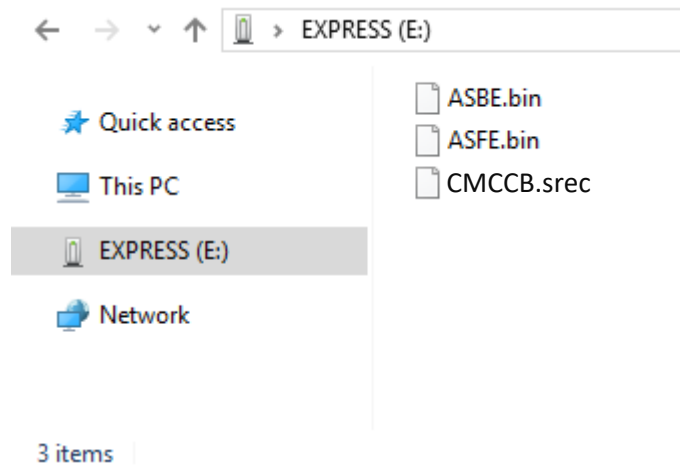 EXPRESS (E:)
Quick access
This PC
EXPRESS (E:)
Network
ASBE.bin
ASFE.bin
CMCCB.srec
3 items